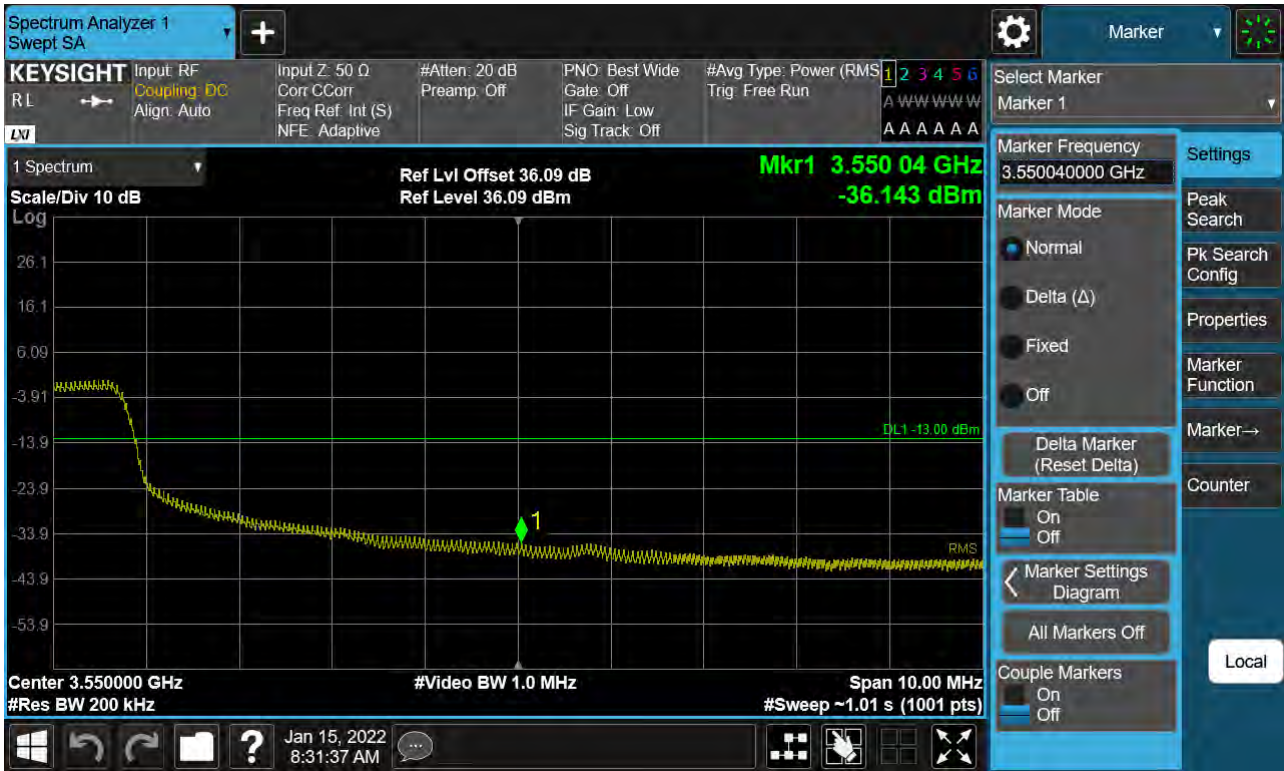 Spectrum Analyzer 1
Swept SA
Marker
KEYSIGHT
RL
LXI
Input: RF
Coupling: DC
Align: Auto
Input Z: 50 Ω
Corr CCorr
Freq Ref: Int (S)
NFE: Adaptive
#Atten: 20 dB
Preamp: Off
PNO: Best Wide
Gate: Off
IF Gain: Low
Sig Track: Off
#Avg Type: Power (RMS
Trig: Free Run
1 2 3 4 5 6
A W W W W W
A A A A A A
Select Marker
Marker 1
1 Spectrum
Scale/Div 10 dB
Log
Ref Lvl Offset 36.09 dB
Ref Level 36.09 dBm
Mkr1 3.550 04 GHz
-36.143 dBm
26.1
16.1
6.09
-3.91
-13.9
-23.9
-33.9
-43.9
-53.9
DL1 -13.00 dBm
1
RMS
Center 3.550000 GHz
#Res BW 200 kHz
#Video BW 1.0 MHz
Span 10.00 MHz
#Sweep ~1.01 s (1001 pts)
Marker Frequency
3.550040000 GHz
Marker Mode
Normal
Delta (Δ)
Fixed
Off
Delta Marker
(Reset Delta)
Marker Table
On
Off
Marker Settings
Diagram
All Markers Off
Couple Markers
On
Off
Settings
Peak
Search
Pk Search
Config
Properties
Marker
Function
Marker→
Counter
Local
?
Jan 15, 2022
8:31:37 AM